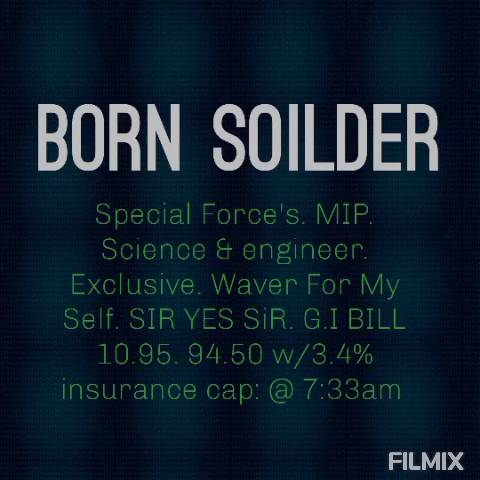 BORN SOILDER
Special Force's. MIP.
Science & engineer.
Exclusive. Waver For My
Self. SIR YES SiR. G.I BILL
10.95. 94.50 w/3.4%
insurance cap: @ 7:33am
FILMIX